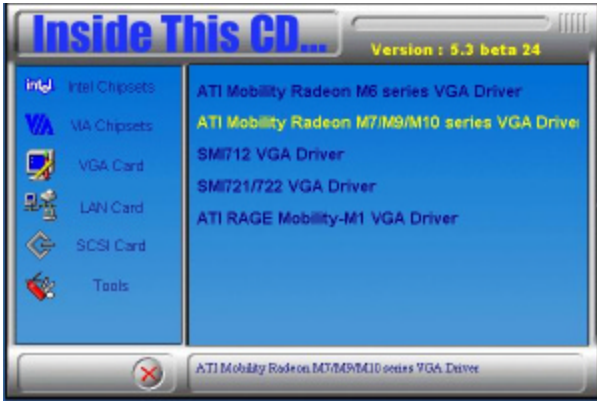 Inside This CD...
Version : 5.3 beta 24
intel Intel Chipsets
VIA VIA Chipsets
VGA Card
LAN Card
SCSI Card
Tools
ATI Mobility Radeon M6 series VGA Driver
ATI Mobility Radeon M7/M9/M10 series VGA Drive
SMI712 VGA Driver
SMI721/722 VGA Driver
ATI RAGE Mobility-M1 VGA Driver
ATI Mobility Radeon M7/M9/M10 series VGA Driver